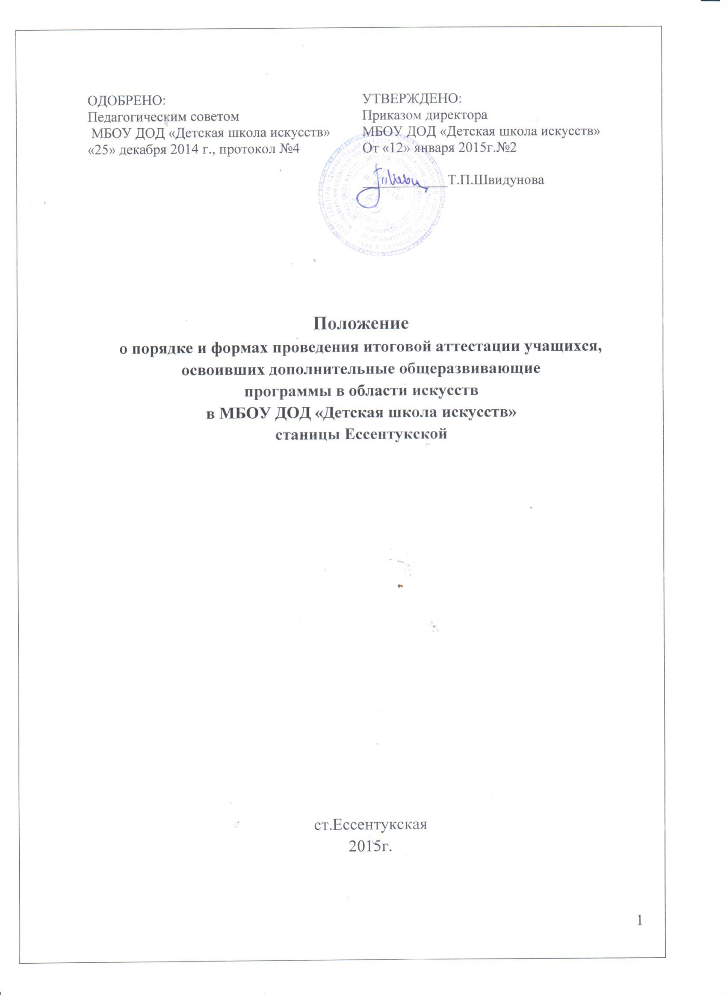 ОДОБРЕНО:
Педагогическим советом
МБОУ ДОД «Детская школа искусств»
«25» декабря 2014 г., протокол №4
УТВЕРЖДЕНО:
Приказом директора
МБОУ ДОД «Детская школа искусств»
От «12» января 2015г.№2
Т.П.Швидунова
Положение
о порядке и формах проведения итоговой аттестации учащихся,
освоивших дополнительные общеразвивающие
программы в области искусств
в МБОУ ДОД «Детская школа искусств»
станицы Ессентукской
ст.Ессентукская
2015г.
1